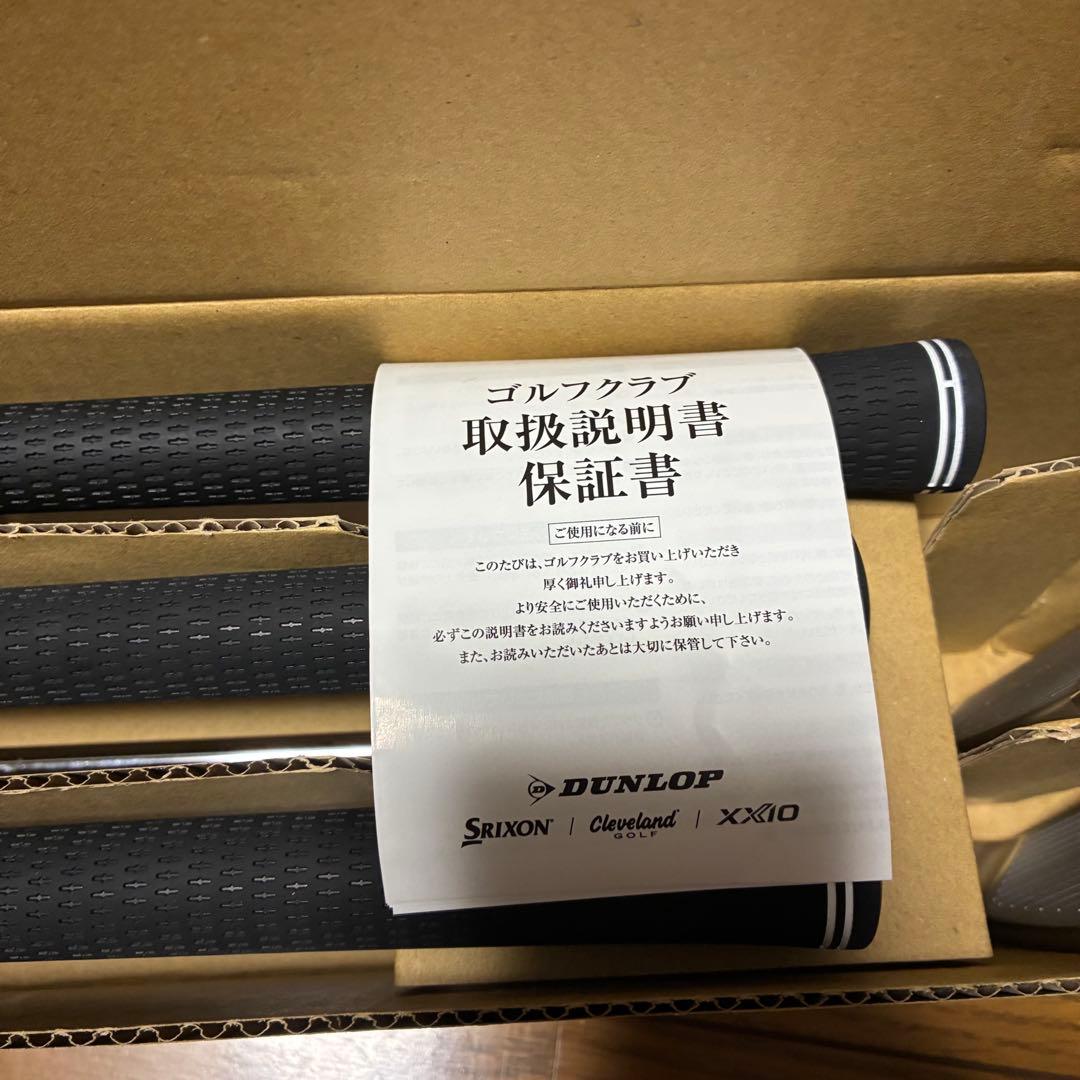 ゴルフクラブ
取扱説明書
保証書
ご使用になる前に
このたびは、ゴルフクラブをお買い上げいただき
厚く御礼申し上げます。
より安全にご使用いただくために、
必ずこの説明書をお読みくださいますようお願い申し上げます。
また、お読みいただいたあとは大切に保管して下さい。
D DUNLOP
SRIXON® | Cleveland® GOLF | XXIO